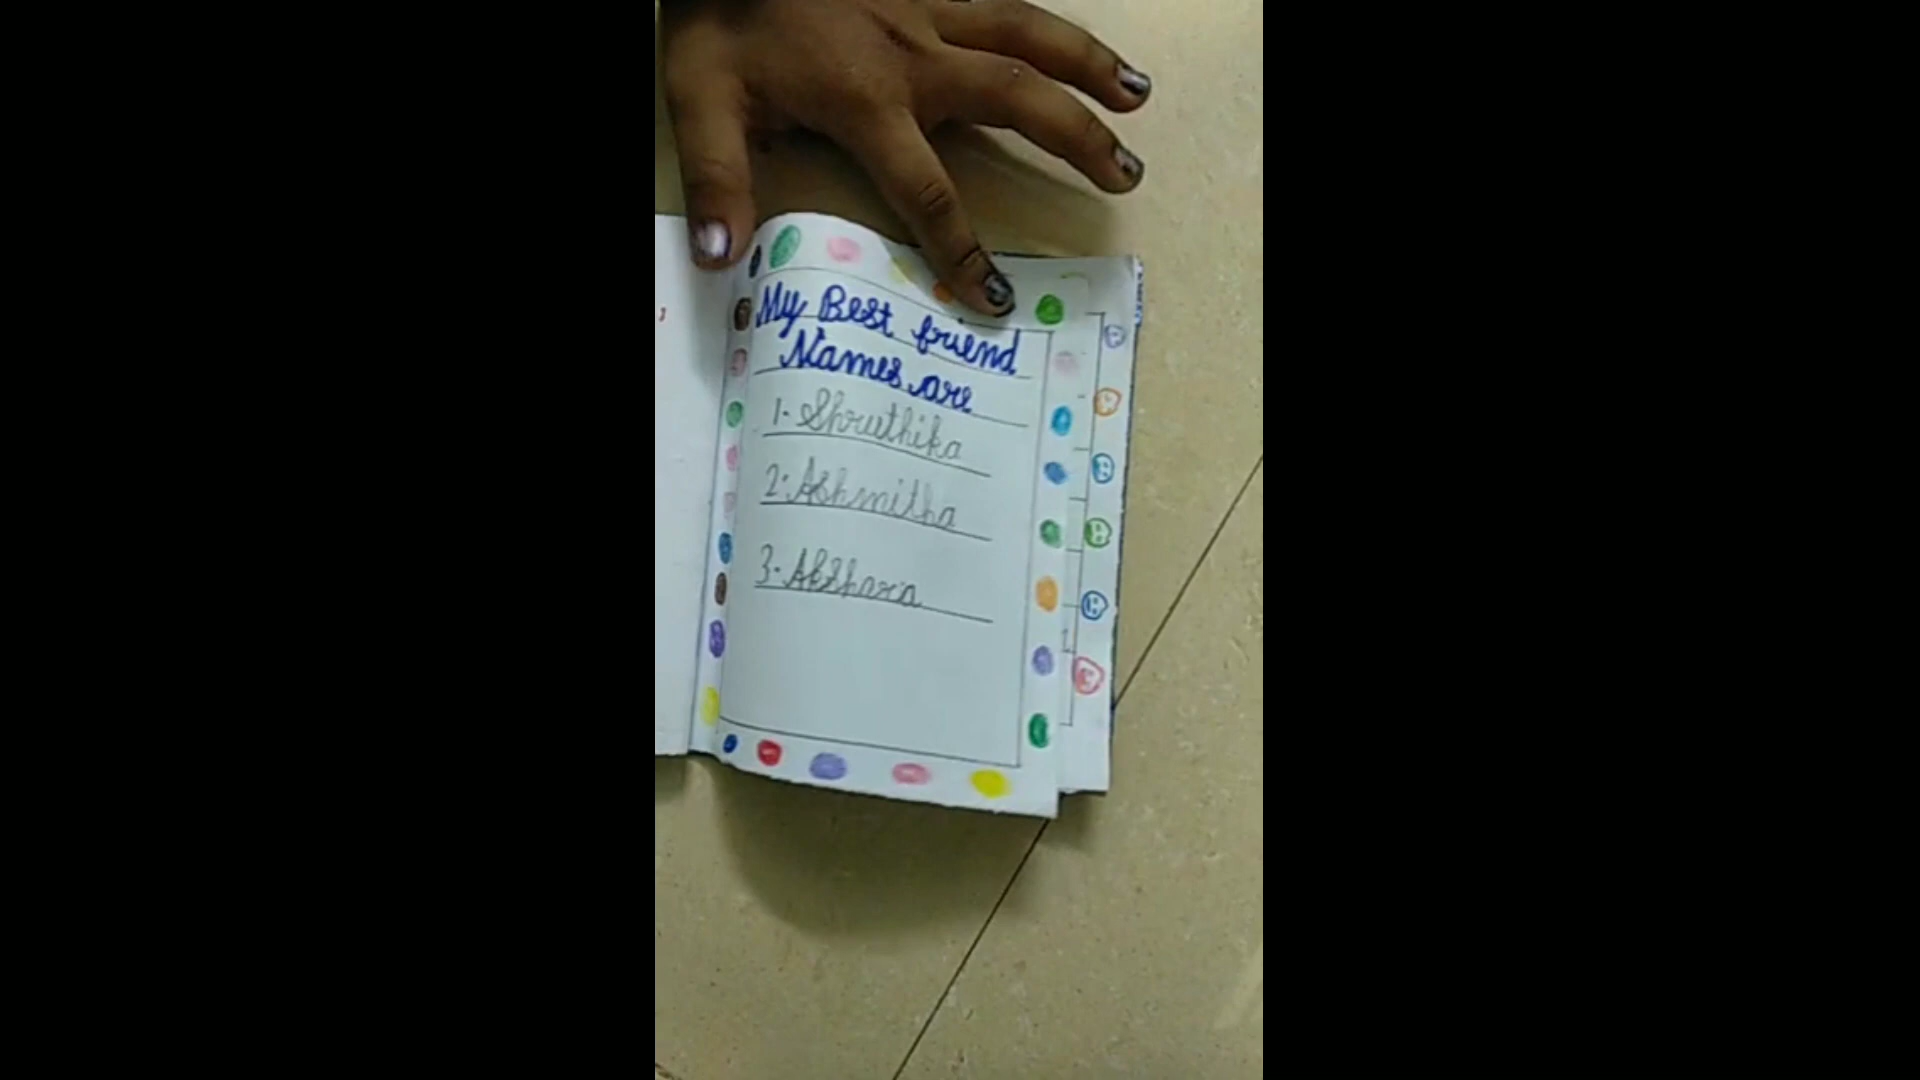 My Best friend
Names are
1. Shruthika
2. Ashmitha
3. Akshara